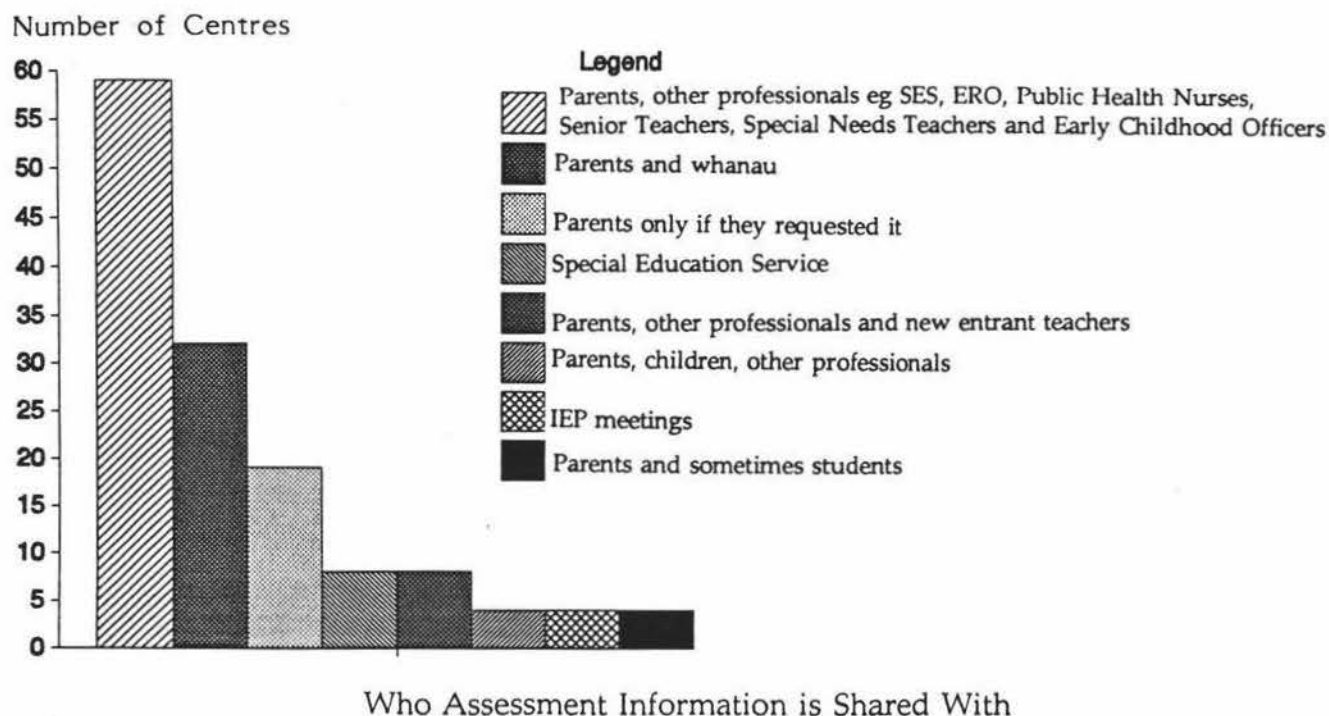 Number of Centres
60
55
50
45
40
35
30
25
20
15
10
5
0
Legend
Parents, other professionals eg SES, ERO, Public Health Nurses,
Senior Teachers, Special Needs Teachers and Early Childhood Officers
Parents and whanau
Parents only if they requested it
Special Education Service
Parents, other professionals and new entrant teachers
Parents, children, other professionals
IEP meetings
Parents and sometimes students
Who Assessment Information is Shared With